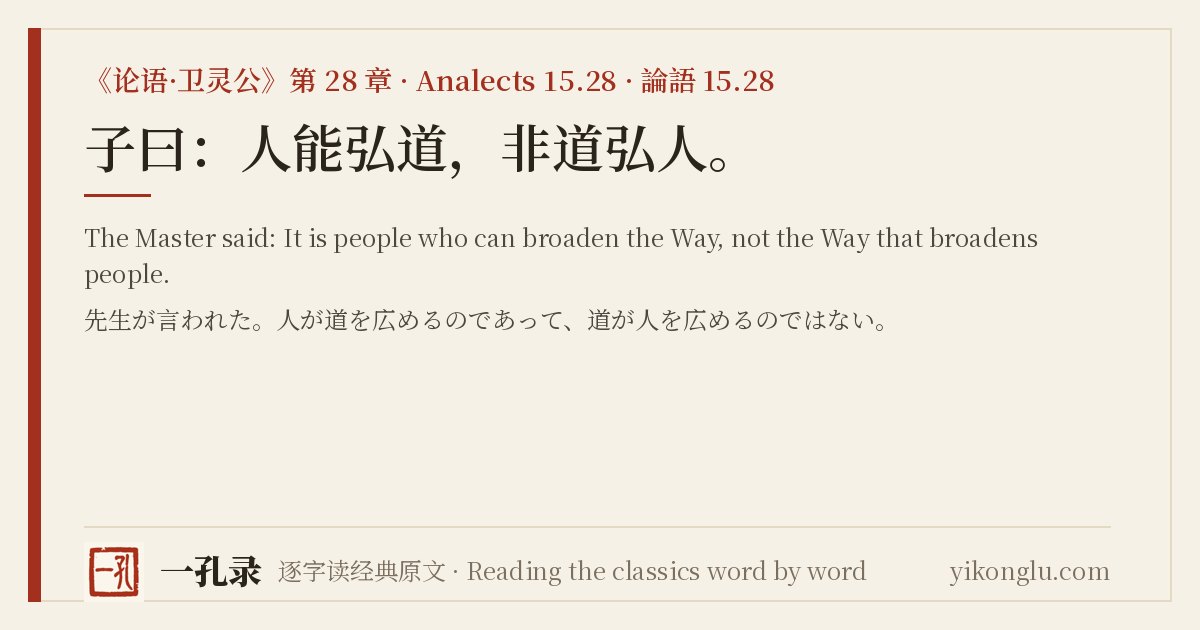 《论语·卫灵公》第 28 章 · Analects 15.28 · 論語 15.28
子曰：人能弘道，非道弘人。
The Master said: It is people who can broaden the Way, not the Way that broadens
people.
先生が言われた。人が道を広めるのであって、道が人を広めるのではない。
一孔
一孔录 逐字读经典原文 · Reading the classics word by word yikonglu.com